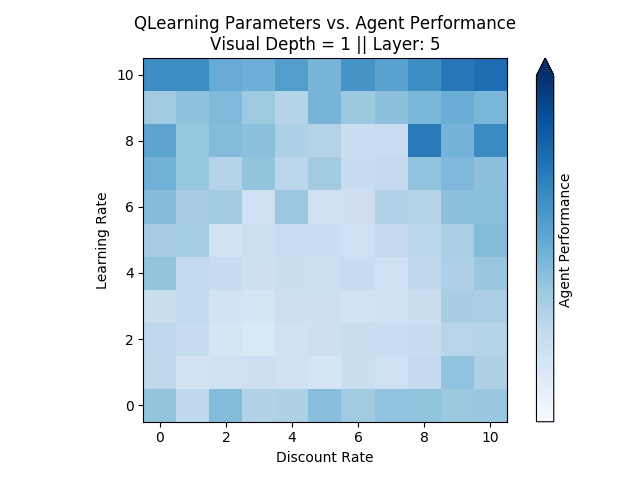 QLearning Parameters vs. Agent Performance
Visual Depth = 1 || Layer: 5
10
8
6
4
2
0
Learning Rate
0 2 4 6 8 10
Discount Rate
Agent Performance